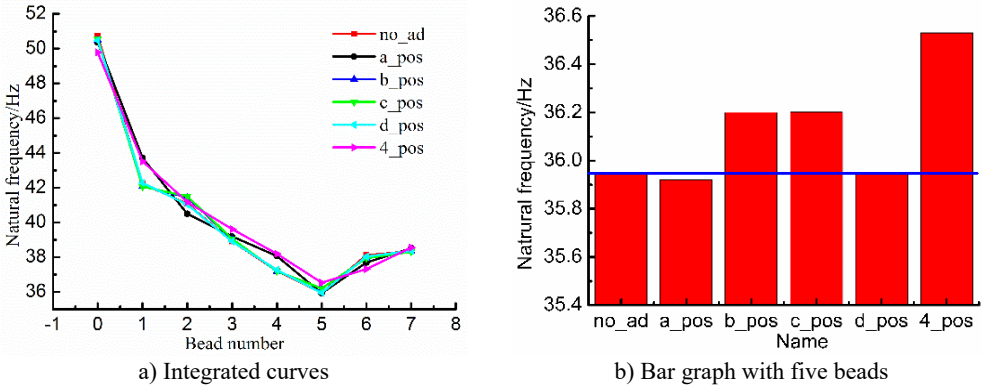 52
50
48
46
44
42
40
38
36
Natural frequency/Hz
-1 0 1 2 3 4 5 6 7 8
Bead number
no_ad
a_pos
b_pos
c_pos
d_pos
4_pos
a) Integrated curves
36.6
36.4
36.2
36.0
35.8
35.6
35.4
Natrural frequency/Hz
no_ad a_pos b_pos c_pos d_pos 4_pos
Name
b) Bar graph with five beads